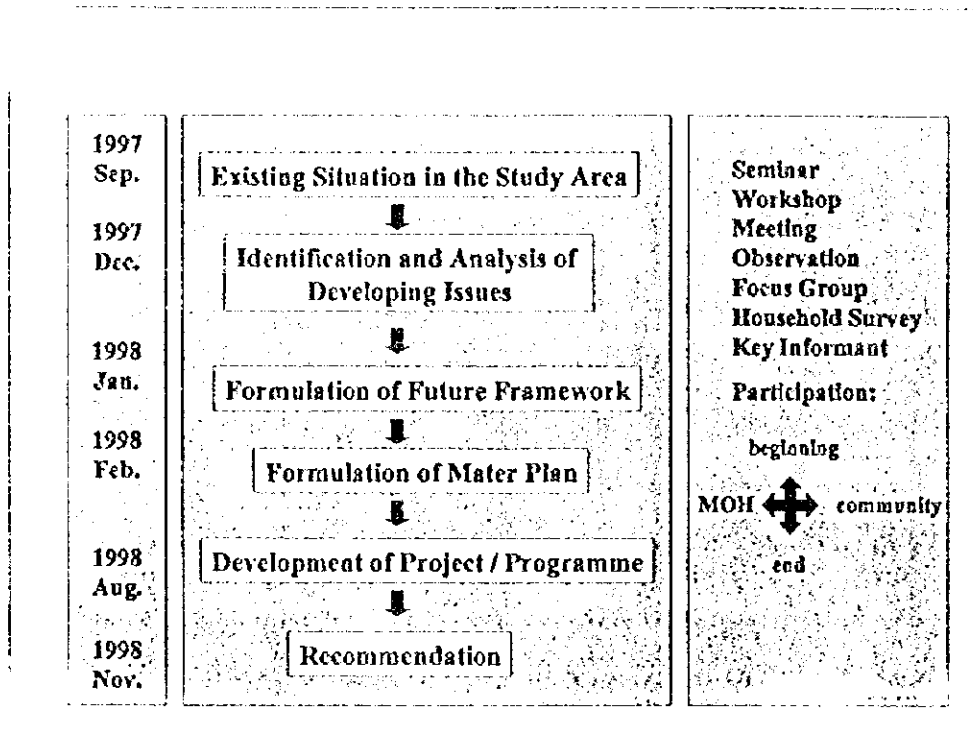 1997
Sep.
1997
Dec.
1998
Jan.
1998
Feb.
1998
Aug.
1998
Nov.
Existing Situation in the Study Area
Identification and Analysis of
Developing Issues
Formulation of Future Framework
Formulation of Mater Plan
Development of Project / Programme
Recommendation
Seminar
Workshop
Meeting
Observation
Focus Group
Household Survey
Key Informant
Participation:
beginning
MOH community
end